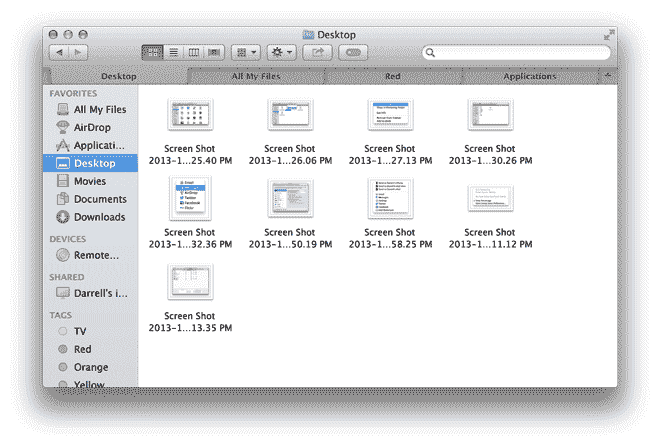 Desktop
Desktop
All My Files
Red
Applications
+
FAVORITES
All My Files
AirDrop
Applicati...
Desktop
Movies
Documents
Downloads
DEVICES
Remote...
SHARED
Darrell's i...
TAGS
TV
Red
Orange
Yellow
Screen Shot
2013-1...25.40 PM
Screen Shot
2013-1...26.06 PM
Screen Shot
2013-1...27.13 PM
Screen Shot
2013-1...30.26 PM
Screen Shot
2013-1...32.36 PM
Screen Shot
2013-1...50.19 PM
Screen Shot
2013-1...58.25 PM
Screen Shot
2013-1...11.12 PM
Screen Shot
2013-1...13.35 PM